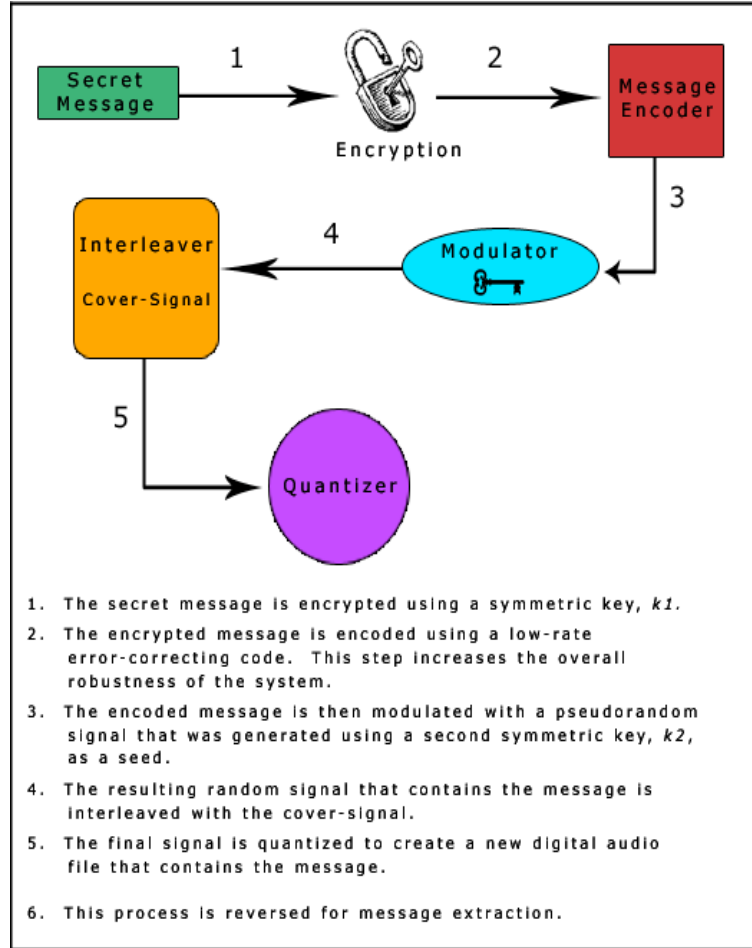 1
2
Secret
Message
Encryption
Message
Encoder
3
4
Interleaver
Cover-Signal
Modulator
5
Quantizer
1. The secret message is encrypted using a symmetric key, k1.
2. The encrypted message is encoded using a low-rate
error-correcting code. This step increases the overall
robustness of the system.
3. The encoded message is then modulated with a pseudorandom
signal that was generated using a second symmetric key, k2,
as a seed.
4. The resulting random signal that contains the message is
interleaved with the cover-signal.
5. The final signal is quantized to create a new digital audio
file that contains the message.
6. This process is reversed for message extraction.